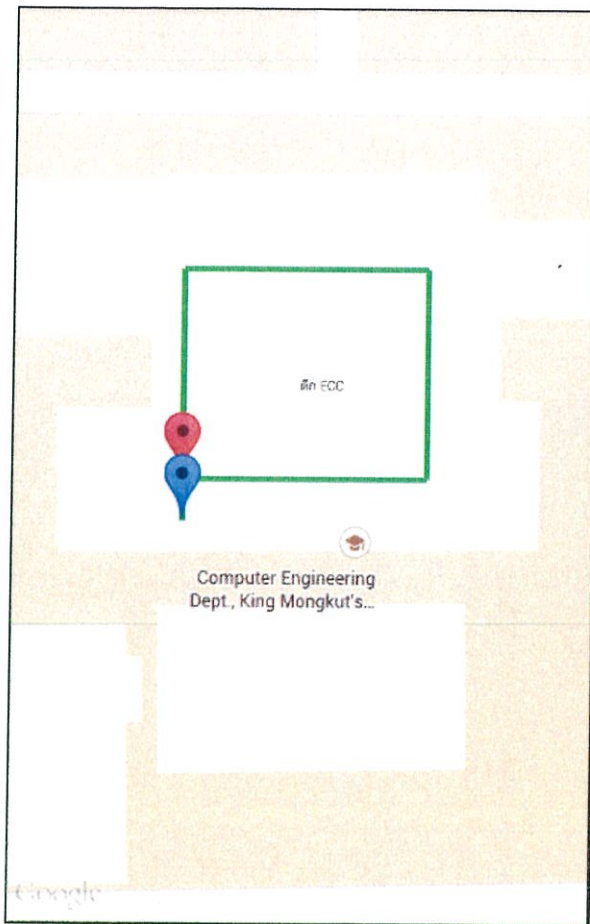 ตึก ECC
Computer Engineering
Dept., King Mongkut's...
Google